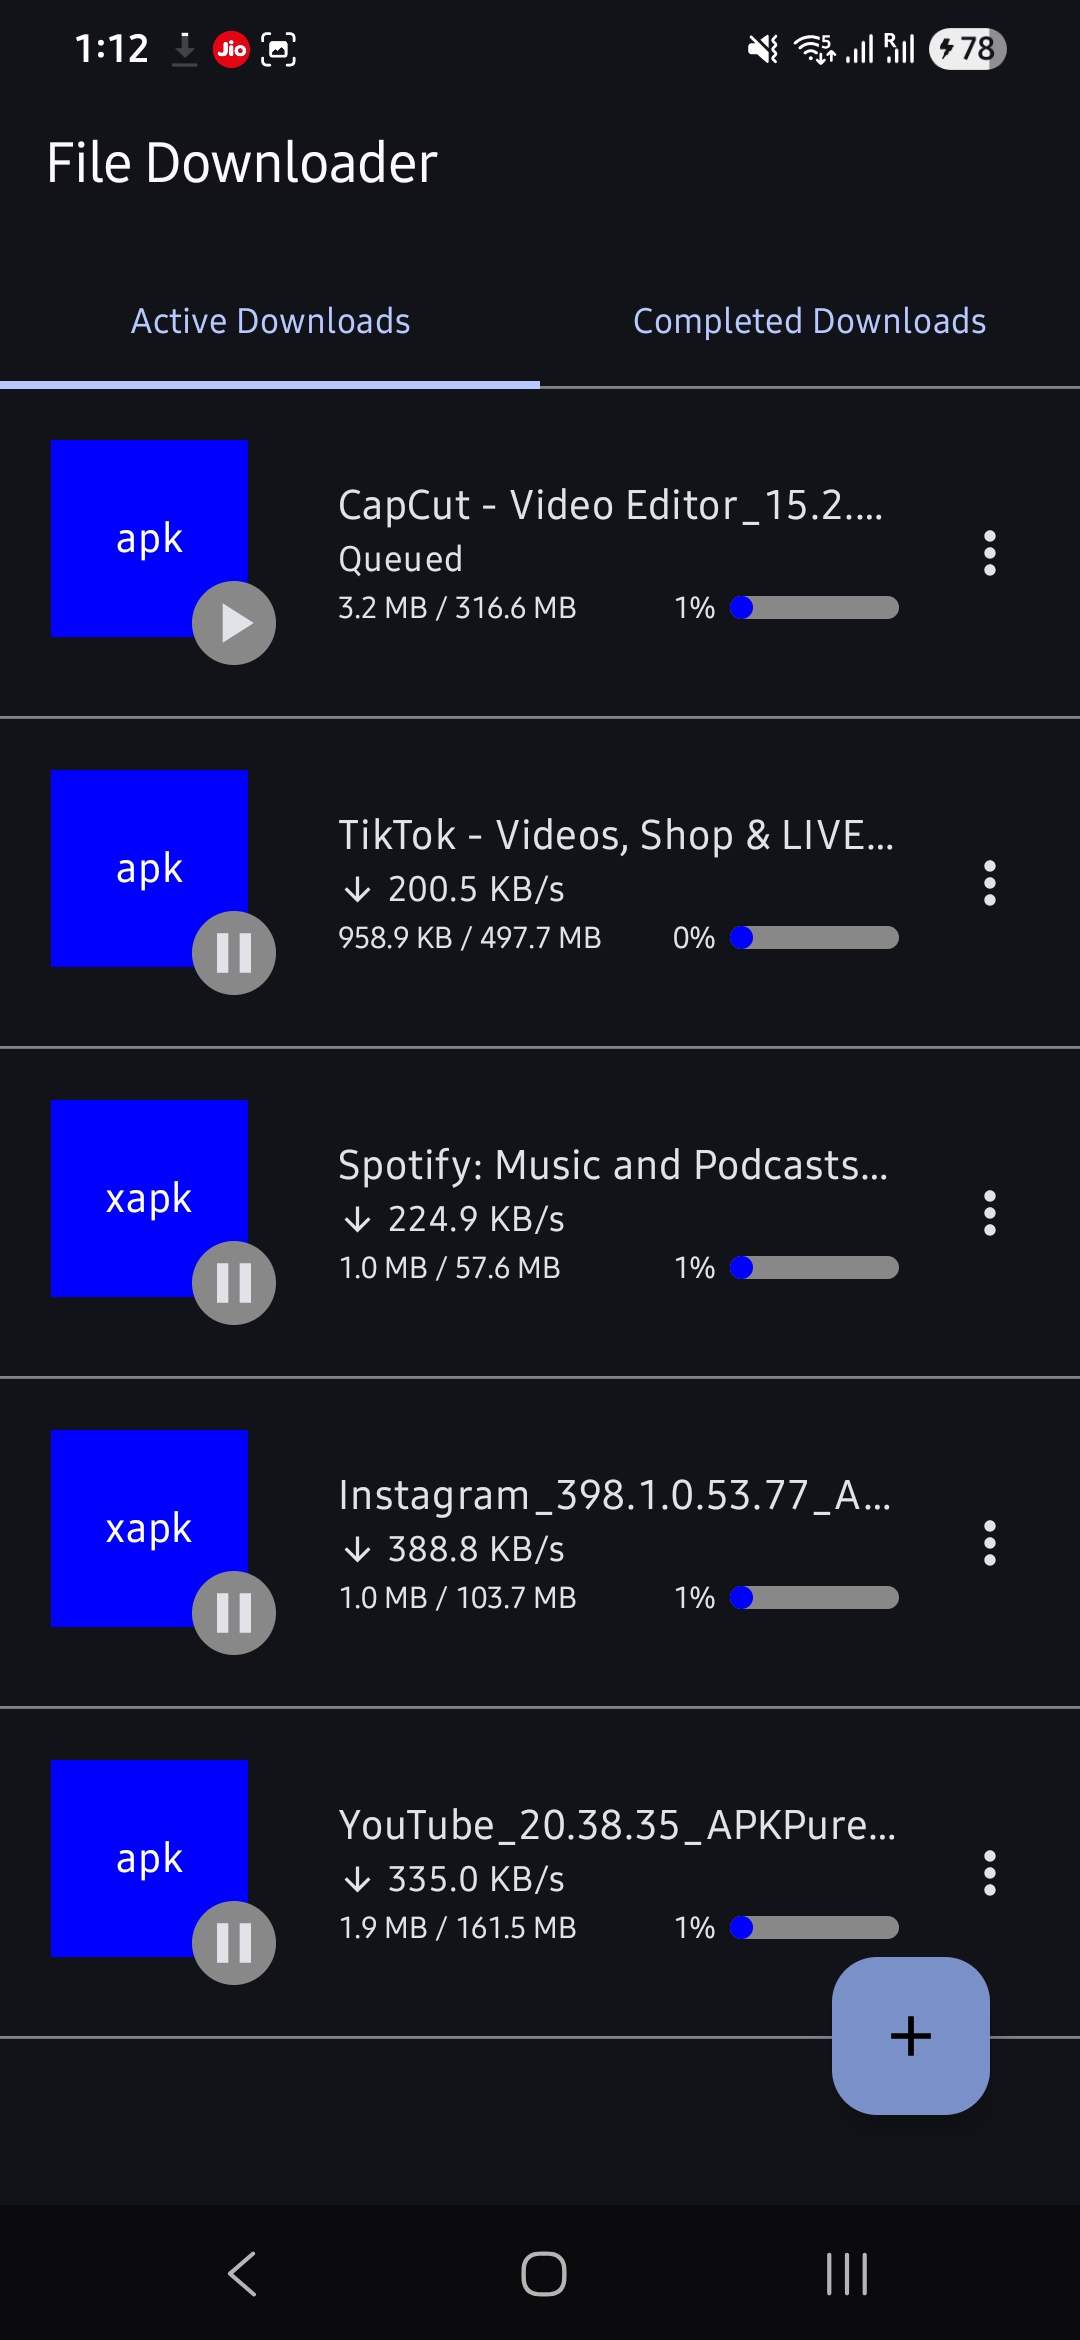 1:12
Jio
5
R
78
File Downloader
Active Downloads
Completed Downloads
apk
CapCut - Video Editor_15.2....
Queued
3.2 MB / 316.6 MB 1%
apk
TikTok - Videos, Shop & LIVE...
↓ 200.5 KB/s
958.9 KB / 497.7 MB 0%
xapk
Spotify: Music and Podcasts...
↓ 224.9 KB/s
1.0 MB / 57.6 MB 1%
xapk
Instagram_398.1.0.53.77_A...
↓ 388.8 KB/s
1.0 MB / 103.7 MB 1%
apk
YouTube_20.38.35_APKPure...
↓ 335.0 KB/s
1.9 MB / 161.5 MB 1%
+